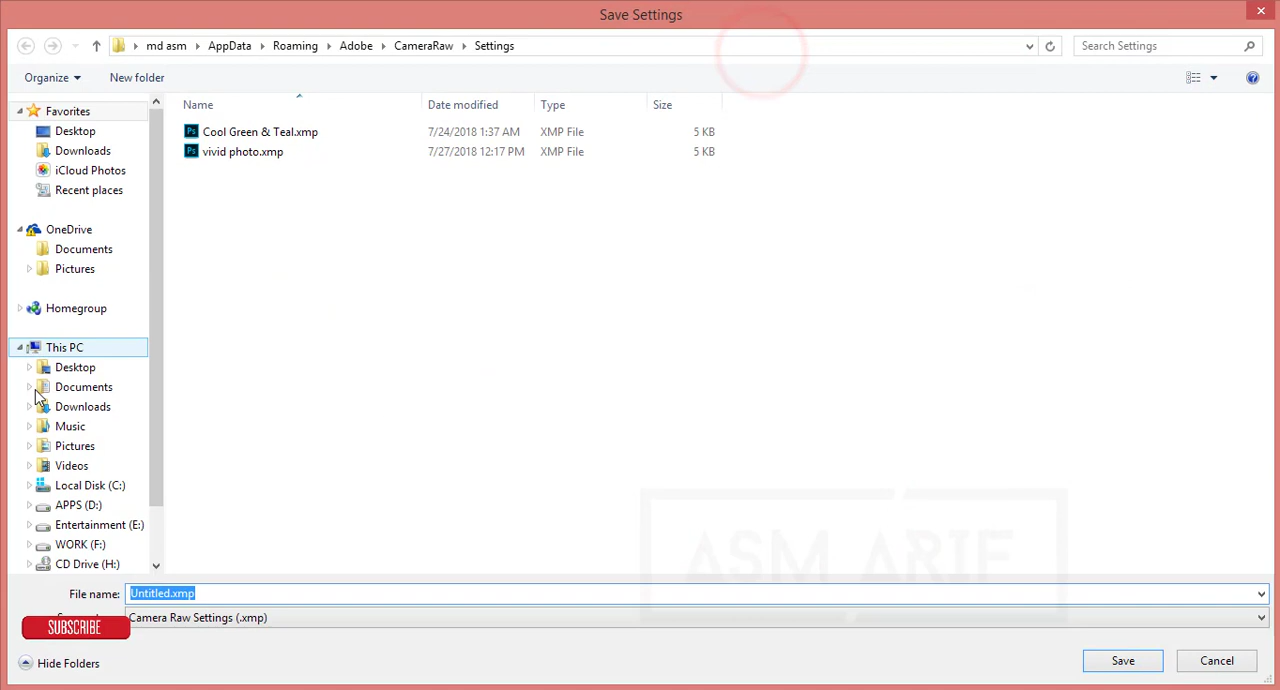 Save Settings
md asm AppData Roaming Adobe CameraRaw Settings
Search Settings
Organize New folder
Name Date modified Type Size
Favorites
Desktop
Downloads
iCloud Photos
Recent places
OneDrive
Documents
Pictures
Homegroup
This PC
Desktop
Documents
Downloads
Music
Pictures
Videos
Local Disk (C:)
APPS (D:)
Entertainment (E:)
WORK (F:)
CD Drive (H:)
Cool Green & Teal.xmp 7/24/2018 1:37 AM XMP File 5 KB
vivid photo.xmp 7/27/2018 12:17 PM XMP File 5 KB
ASM ARIF
File name: Untitled.xmp
Camera Raw Settings (.xmp)
SUBSCRIBE
Hide Folders
Save Cancel